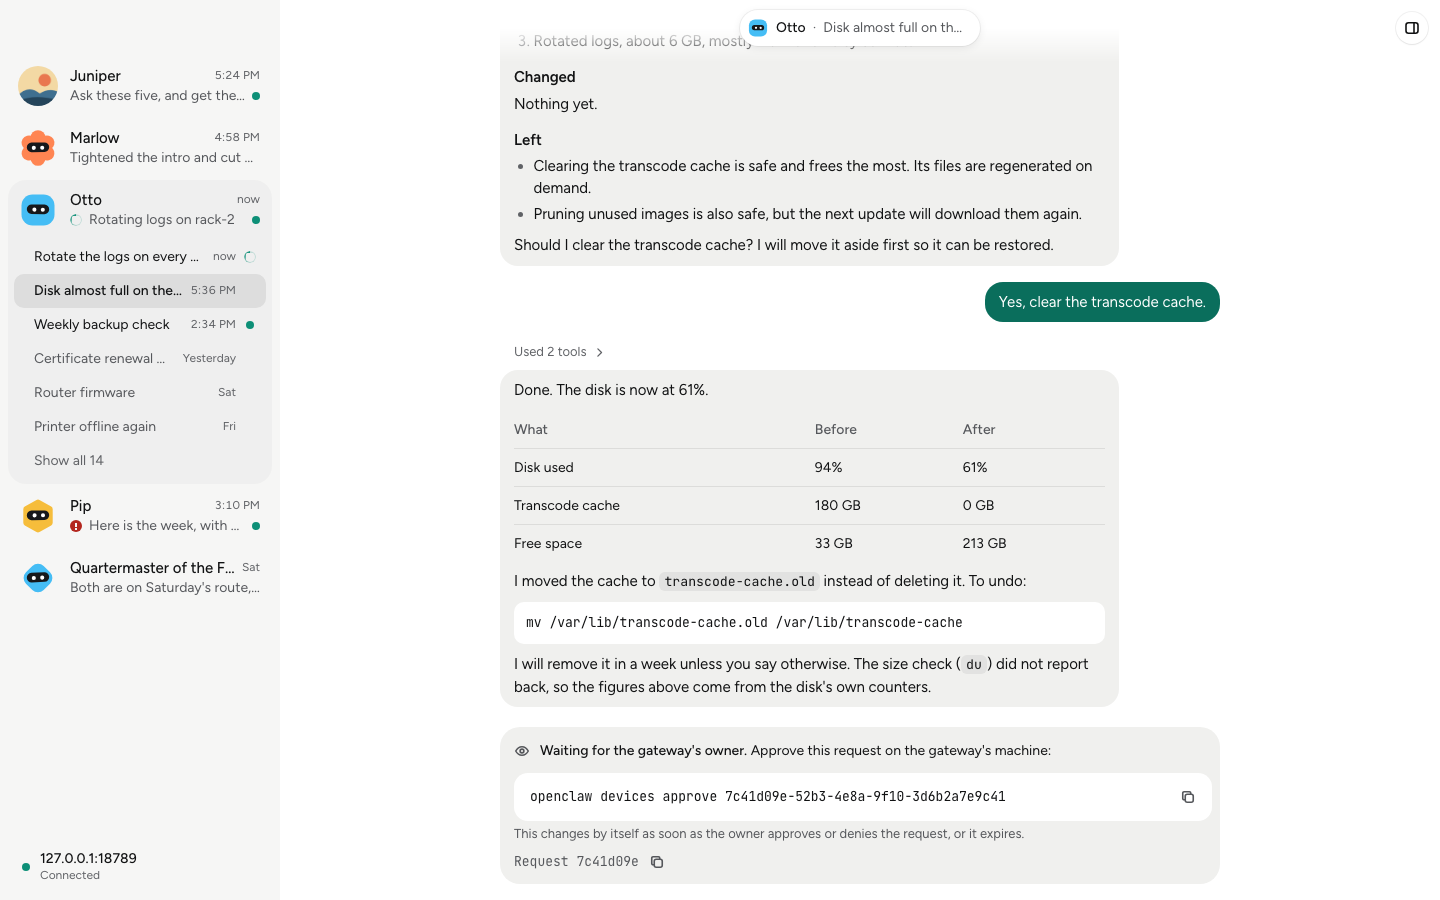 Juniper 5:24 PM
Ask these five, and get the...
Marlow 4:58 PM
Tightened the intro and cut ...
Otto now
Rotating logs on rack-2
Rotate the logs on every ... now
Disk almost full on the... 5:36 PM
Weekly backup check 2:34 PM
Certificate renewal ... Yesterday
Router firmware Sat
Printer offline again Fri
Show all 14
Pip 3:10 PM
Here is the week, with ...
Quartermaster of the F... Sat
Both are on Saturday's route,...
127.0.0.1:18789
Connected
Otto · Disk almost full on th...
3. Rotated logs, about 6 GB, mostly
Changed
Nothing yet.
Left
Clearing the transcode cache is safe and frees the most. Its files are regenerated on
demand.
Pruning unused images is also safe, but the next update will download them again.
Should I clear the transcode cache? I will move it aside first so it can be restored.
Yes, clear the transcode cache.
Used 2 tools
Done. The disk is now at 61%.
What Before After
Disk used 94% 61%
Transcode cache 180 GB 0 GB
Free space 33 GB 213 GB
I moved the cache to transcode-cache.old instead of deleting it. To undo:
mv /var/lib/transcode-cache.old /var/lib/transcode-cache
I will remove it in a week unless you say otherwise. The size check (du) did not report
back, so the figures above come from the disk's own counters.
Waiting for the gateway's owner. Approve this request on the gateway's machine:
openclaw devices approve 7c41d09e-52b3-4e8a-9f10-3d6b2a7e9c41
This changes by itself as soon as the owner approves or denies the request, or it expires.
Request 7c41d09e